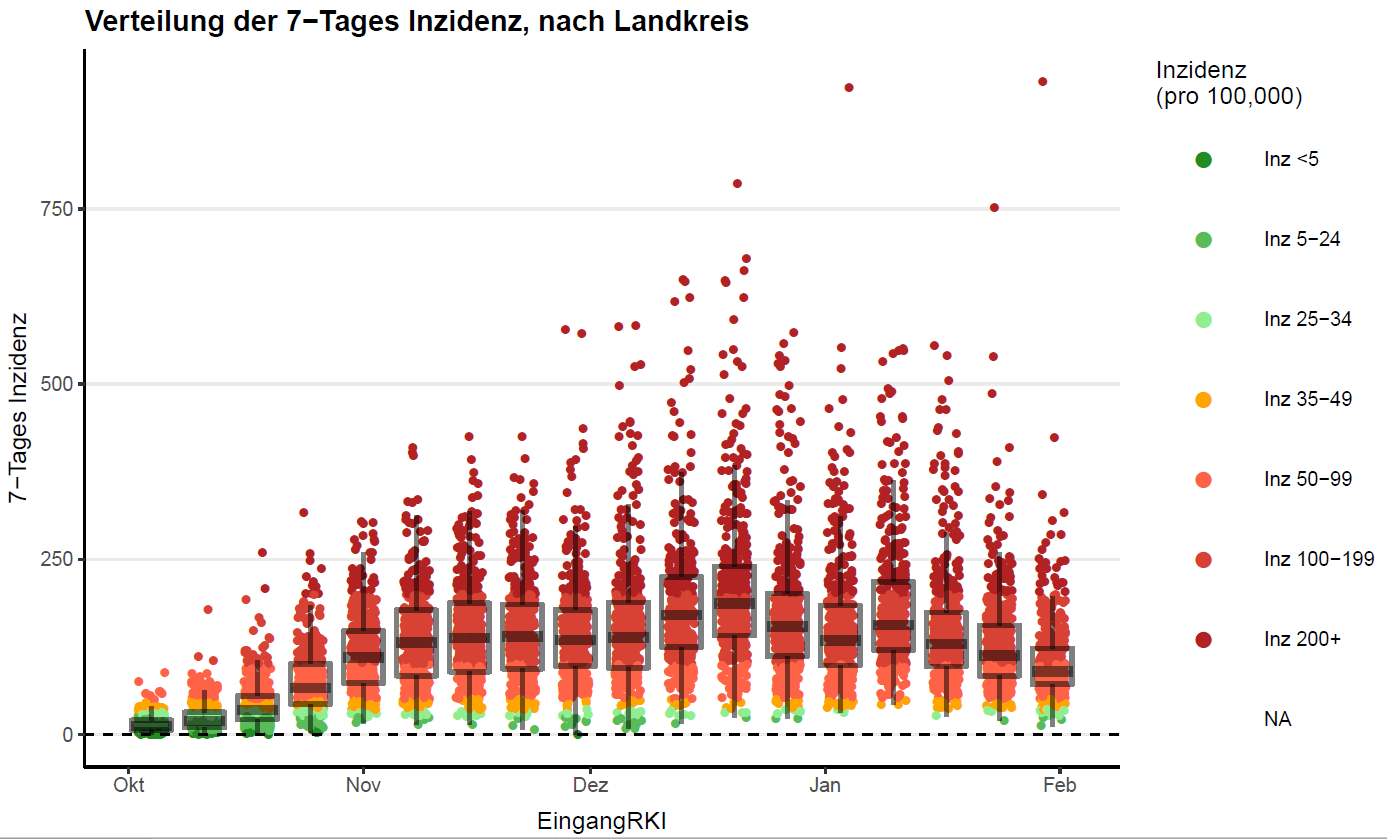 Verteilung der 7−Tages Inzidenz, nach Landkreis
Inzidenz
(pro 100,000)
Inz <5
Inz 5−24
Inz 25−34
Inz 35−49
Inz 50−99
Inz 100−199
Inz 200+
NA
7−Tages Inzidenz
750
500
250
0
Okt Nov Dez Jan Feb
EingangRKI